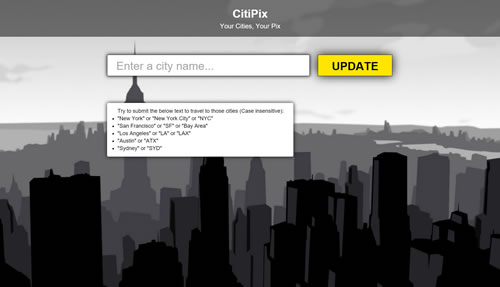 CitiPix
Your Cities, Your Pix
Enter a city name...
UPDATE
Try to submit the below text to travel to those cities (Case insensitive):
"New York" or "New York City" or "NYC"
"San Francisco" or "SF" or "Bay Area"
"Los Angeles" or "LA" or "LAX"
"Austin" or "ATX"
"Sydney" or "SYD"